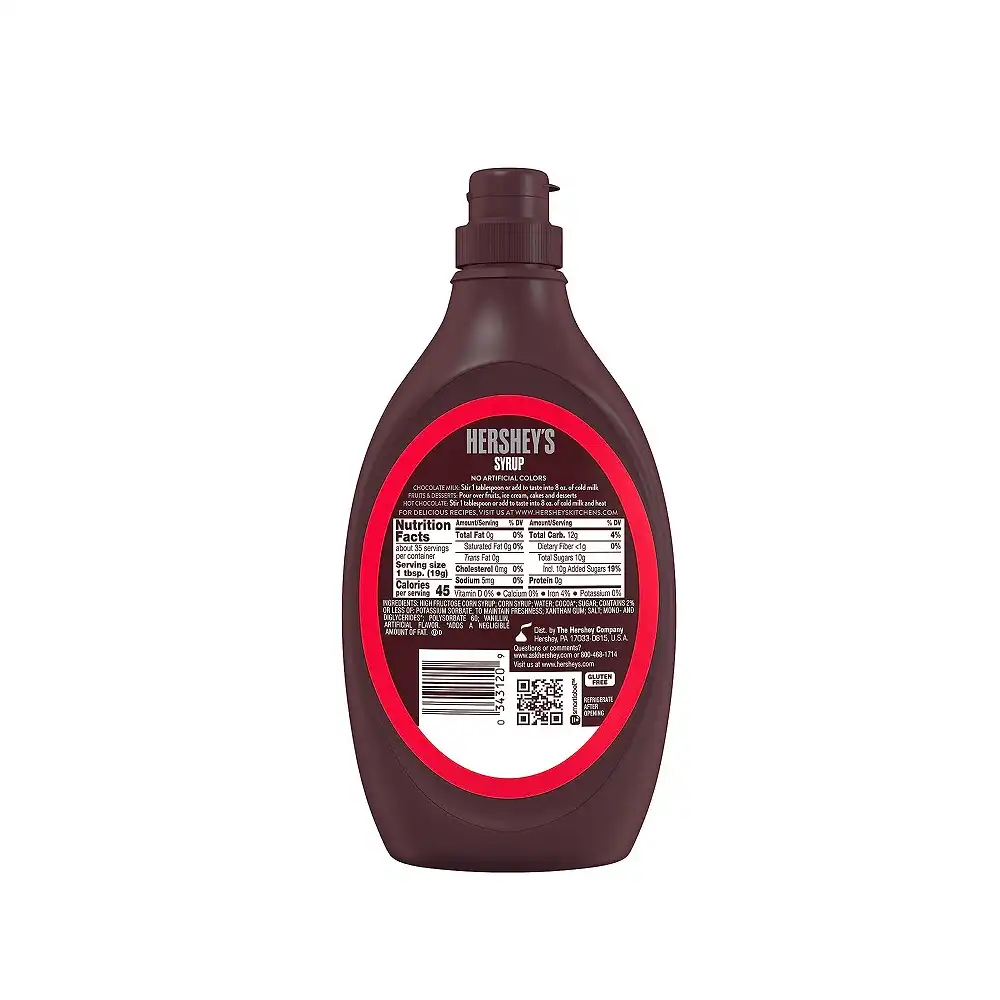 HERSHEY'S
SYRUP
NO ARTIFICIAL COLORS
CHOCOLATE MILK: Stir 1 tablespoon or add to taste into 8 oz. of cold milk
FRUITS & DESSERTS: Pour over fruits, ice cream, cakes and desserts
HOT CHOCOLATE: Stir 1 tablespoon or add to taste into 8 oz. of cold milk and heat
FOR DELICIOUS RECIPES, VISIT US AT WWW.HERSHEYSKITCHENS.COM
Nutrition
Facts
about 35 servings
per container
Serving size
1 tbsp. (19g)
Calories
per serving 45
Amount/Serving % DV
Total Fat 0g 0%
Saturated Fat 0g 0%
Trans Fat 0g
Cholesterol 0mg 0%
Sodium 5mg 0%
Amount/Serving % DV
Total Carb. 12g 4%
Dietary Fiber <1g 0%
Total Sugars 10g
Incl. 10g Added Sugars 19%
Protein 0g
Vitamin D 0% • Calcium 0% • Iron 4% • Potassium 0%
INGREDIENTS: HIGH FRUCTOSE CORN SYRUP; CORN SYRUP; WATER; COCOA*; SUGAR; CONTAINS 2%
OR LESS OF: POTASSIUM SORBATE, TO MAINTAIN FRESHNESS; XANTHAN GUM; SALT; MONO- AND
DIGLYCERIDES*; POLYSORBATE 60; VANILLIN,
ARTIFICIAL FLAVOR. *ADDS A NEGLIGIBLE
AMOUNT OF FAT. ⓤD
Dist. by The Hershey Company
Hershey, PA 17033-0815, U.S.A.
Questions or comments?
www.askhershey.com or 800-468-1714
Visit us at www.hersheys.com
0 343120 9
smartlabel™
GLUTEN
FREE
REFRIGERATE
AFTER
OPENING